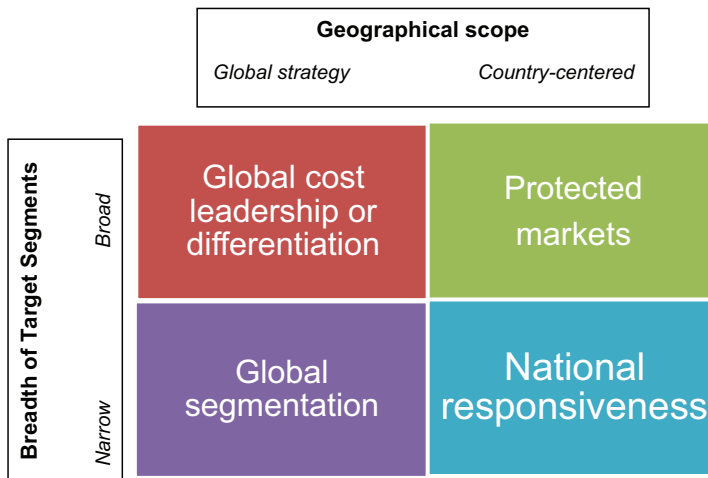 Geographical scope
Global strategy Country-centered
Breadth of Target Segments
Broad
Narrow
Global cost
leadership or
differentiation
Protected
markets
Global
segmentation
National
responsiveness